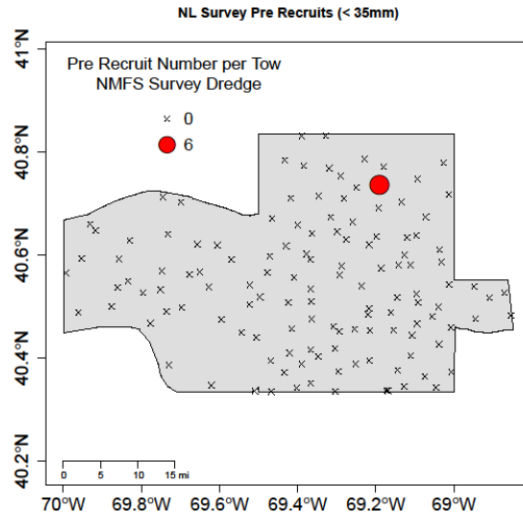 NL Survey Pre Recruits (< 35mm)
Pre Recruit Number per Tow
NMFS Survey Dredge
0
6
41°N
40.8°N
40.6°N
40.4°N
40.2°N
0 5 10 15 mi
70°W 69.8°W 69.6°W 69.4°W 69.2°W 69°W